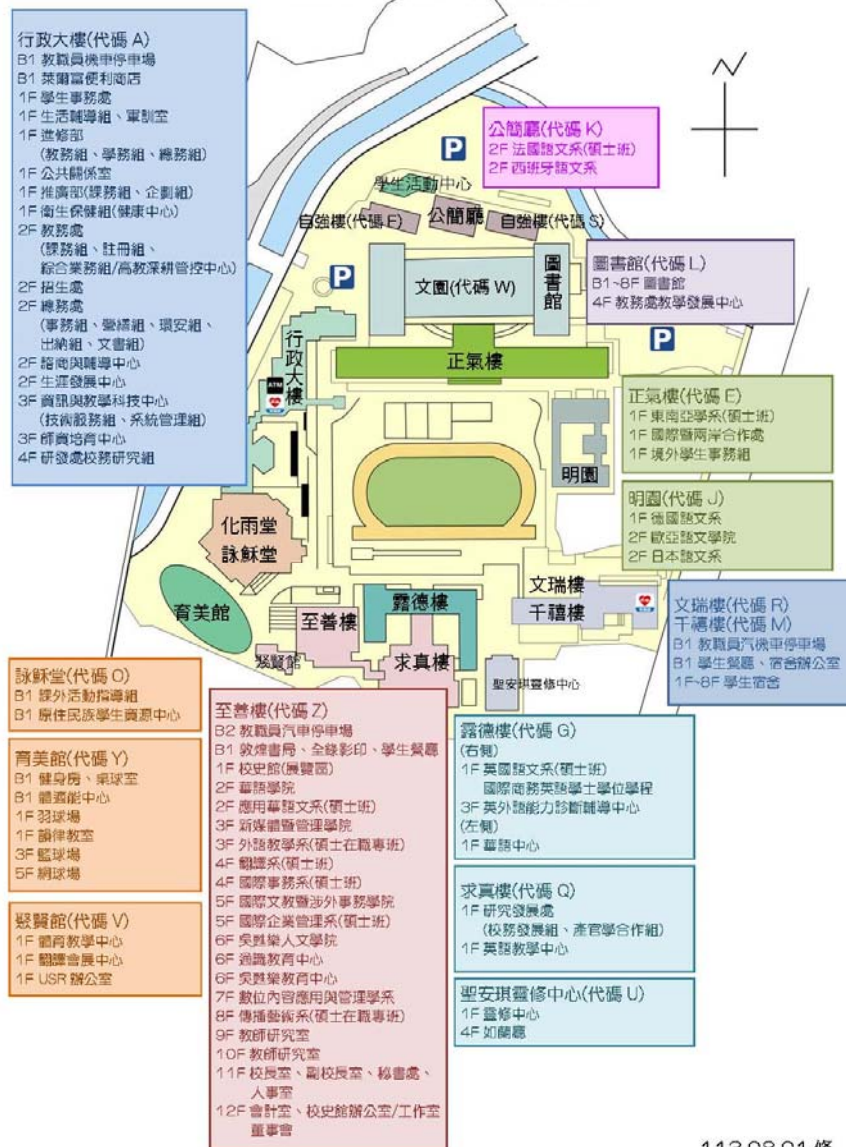 行政大樓(代碼 A)
B1 教職員機車停車場
B1 萊爾富便利商店
1F 學生事務處
1F 生活輔導組、軍訓室
1F 進修部
(教務組、學務組、總務組)
1F 公共關係室
1F 推廣部(課務組、企劃組)
1F 衛生保健組(健康中心)
2F 教務處
(課務組、註冊組、
綜合業務組/高教深耕管控中心)
2F 招生處
2F 總務處
(事務組、營繕組、環安組、
出納組、文書組)
2F 諮商與輔導中心
2F 生涯發展中心
3F 資訊與教學科技中心
(技術服務組、系統管理組)
3F 師資培育中心
4F 研發處校務研究組
N
公簡廳(代碼 K)
2F 法國語文系(碩士班)
2F 西班牙語文系
P
學生活動中心
自強樓(代碼 F)
公簡廳
自強樓(代碼 S)
圖書館(代碼 L)
B1~8F 圖書館
4F 教務處教學發展中心
P
文園(代碼 W)
圖書館
P
行政大樓
ATM
正氣樓
正氣樓(代碼 E)
1F 東南亞學系(碩士班)
1F 國際暨兩岸合作處
1F 境外學生事務組
明園
明園(代碼 J)
1F 德國語文系
2F 歐亞語文學院
2F 日本語文系
化雨堂
詠穌堂
育美館
至善樓
露德樓
文瑞樓
千禧樓
文瑞樓(代碼 R)
千禧樓(代碼 M)
B1 教職員汽機車停車場
B1 學生餐廳、宿舍辦公室
1F~8F 學生宿舍
聚賢館
求真樓
聖安琪靈修中心
詠穌堂(代碼 O)
B1 課外活動指導組
B1 原住民族學生資源中心
育美館(代碼 Y)
B1 健身房、桌球室
B1 體適能中心
1F 羽球場
1F 韻律教室
3F 籃球場
5F 網球場
聚賢館(代碼 V)
1F 體育教學中心
1F 翻譯會展中心
1F USR 辦公室
至善樓(代碼 Z)
B2 教職員汽車停車場
B1 敦煌書局、全錄影印、學生餐廳
1F 校史館(展覽區)
2F 華語學院
2F 應用華語文系(碩士班)
3F 新媒體暨管理學院
3F 外語教學系(碩士在職專班)
4F 翻譯系(碩士班)
4F 國際事務系(碩士班)
5F 國際文教暨涉外事務學院
5F 國際企業管理系(碩士班)
6F 吳甦樂人文學院
6F 通識教育中心
6F 吳甦樂教育中心
7F 數位內容應用與管理學系
8F 傳播藝術系(碩士在職專班)
9F 教師研究室
10F 教師研究室
11F 校長室、副校長室、秘書處、
人事室
12F 會計室、校史館辦公室/工作室
董事會
露德樓(代碼 G)
(右側)
1F 英國語文系(碩士班)
國際商務英語學士學位學程
3F 英外語能力診斷輔導中心
(左側)
1F 華語中心
求真樓(代碼 Q)
1F 研究發展處
(校務發展組、產官學合作組)
1F 英語教學中心
聖安琪靈修中心(代碼 U)
1F 靈修中心
4F 如蘭廳